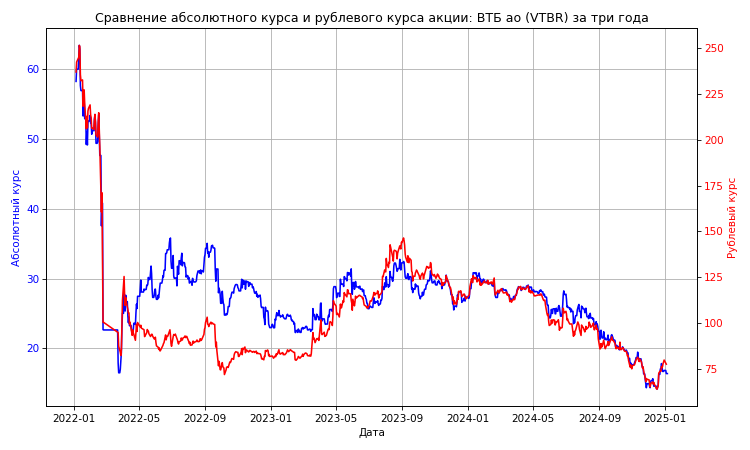 Сравнение абсолютного курса и рублевого курса акции: ВТБ ао (VTBR) за три года
Абсолютный курс
60
50
40
30
20
Рублевый курс
250
225
200
175
150
125
100
75
2022-01 2022-05 2022-09 2023-01 2023-05 2023-09 2024-01 2024-05 2024-09 2025-01
Дата